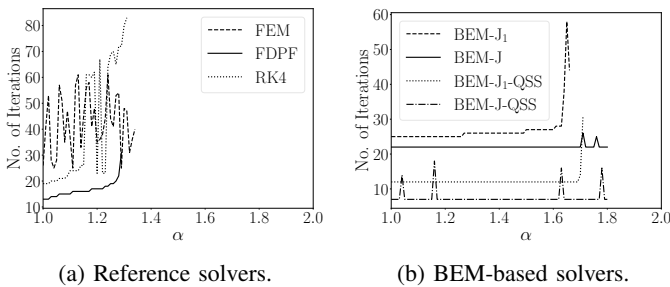 80
70
60
50
40
30
20
10
No. of Iterations
FEM
FDPF
RK4
1.0 1.2 1.4 1.6 1.8 2.0
α
(a) Reference solvers.
60
50
40
30
20
10
No. of Iterations
BEM-J₁
BEM-J
BEM-J₁-QSS
BEM-J-QSS
1.0 1.2 1.4 1.6 1.8 2.0
α
(b) BEM-based solvers.